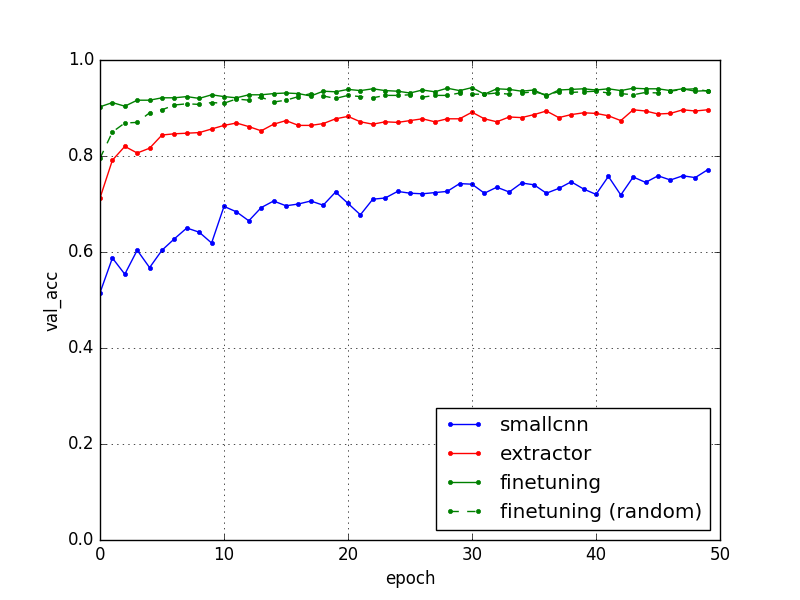 1.0
0.8
0.6
0.4
0.2
0.0
val_acc
0 10 20 30 40 50
epoch
smallcnn
extractor
finetuning
finetuning (random)